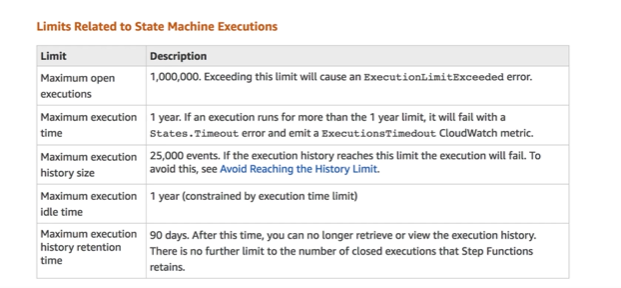 Limits Related to State Machine Executions
Limit Description
Maximum open 1,000,000. Exceeding this limit will cause an ExecutionLimitExceeded error.
executions
Maximum execution 1 year. If an execution runs for more than the 1 year limit, it will fail with a
time States.Timeout error and emit a ExecutionsTimedout CloudWatch metric.
Maximum execution 25,000 events. If the execution history reaches this limit the execution will fail. To
history size avoid this, see Avoid Reaching the History Limit.
Maximum execution 1 year (constrained by execution time limit)
idle time
Maximum execution 90 days. After this time, you can no longer retrieve or view the execution history.
history retention There is no further limit to the number of closed executions that Step Functions
time retains.